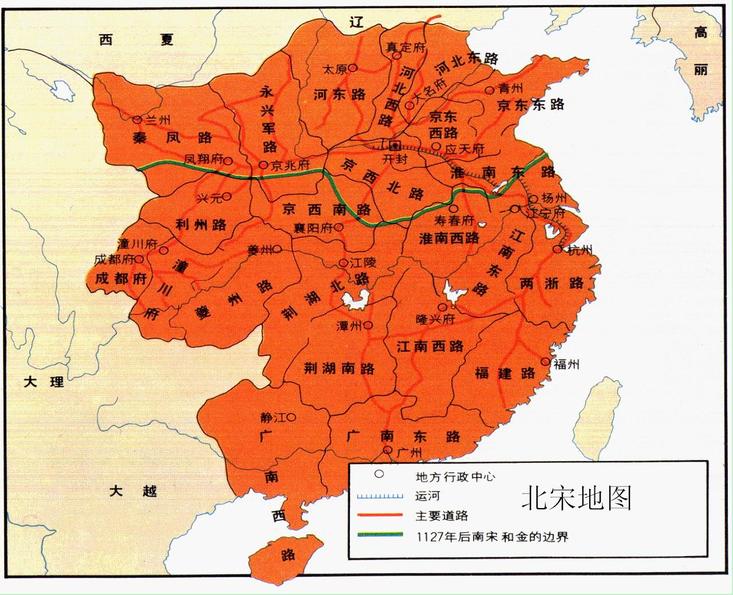 西夏
辽
高丽
真定府
太原
河北东路
河北西路
河东路
大名府
青州
京东东路
京东西路
永兴军路
兰州
秦凤路
开封
应天府
凤翔府
京兆府
京西北路
淮南东路
兴元
利州路
京西南路
襄阳府
寿春府
淮南西路
扬州
江宁府
江南东路
杭州
两浙路
潼川府
成都府
成都府
潼川府
夔州
夔州路
江陵
荆湖北路
潭州
隆兴府
江南西路
荆湖南路
福建路
福州
大理
静江
广南西路
广南东路
广州
大越
地方行政中心
运河
主要道路
1127年后南宋和金的边界
北宋地图